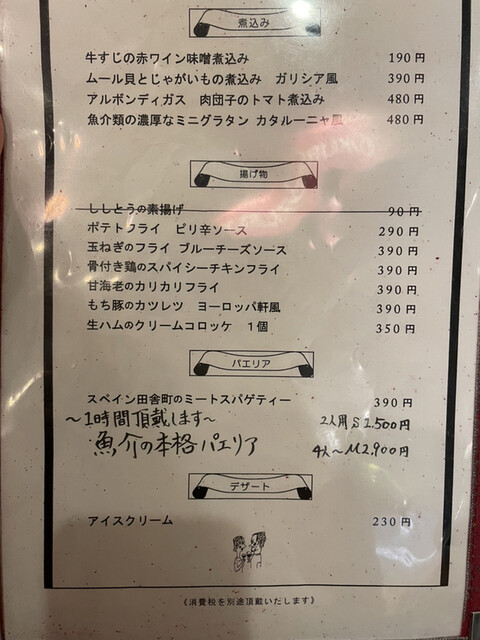 煮込み
牛すじの赤ワイン味噌煮込み 190円
ムール貝とじゃがいもの煮込み ガリシア風 390円
アルボンディガス 肉団子のトマト煮込み 480円
魚介類の濃厚なミニグラタン カタルーニャ風 480円
揚げ物
ししとうの素揚げ 90円
ポテトフライ ピリ辛ソース 290円
玉ねぎのフライ ブルーチーズソース 390円
骨付き鶏のスパイシーチキンフライ 390円
甘海老のカリカリフライ 390円
もち豚のカツレツ ヨーロッパ軒風 390円
生ハムのクリームコロッケ 1個 350円
パエリア
スペイン田舎町のミートスパゲティー 390円
〜1時間頂戴します〜 2人用 S 1,500円
魚介の本格パエリア 4人〜M2,900円
デザート
アイスクリーム 230円
《消費税を別途頂戴いたします》